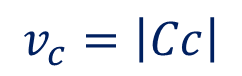 v_c = |Cc|